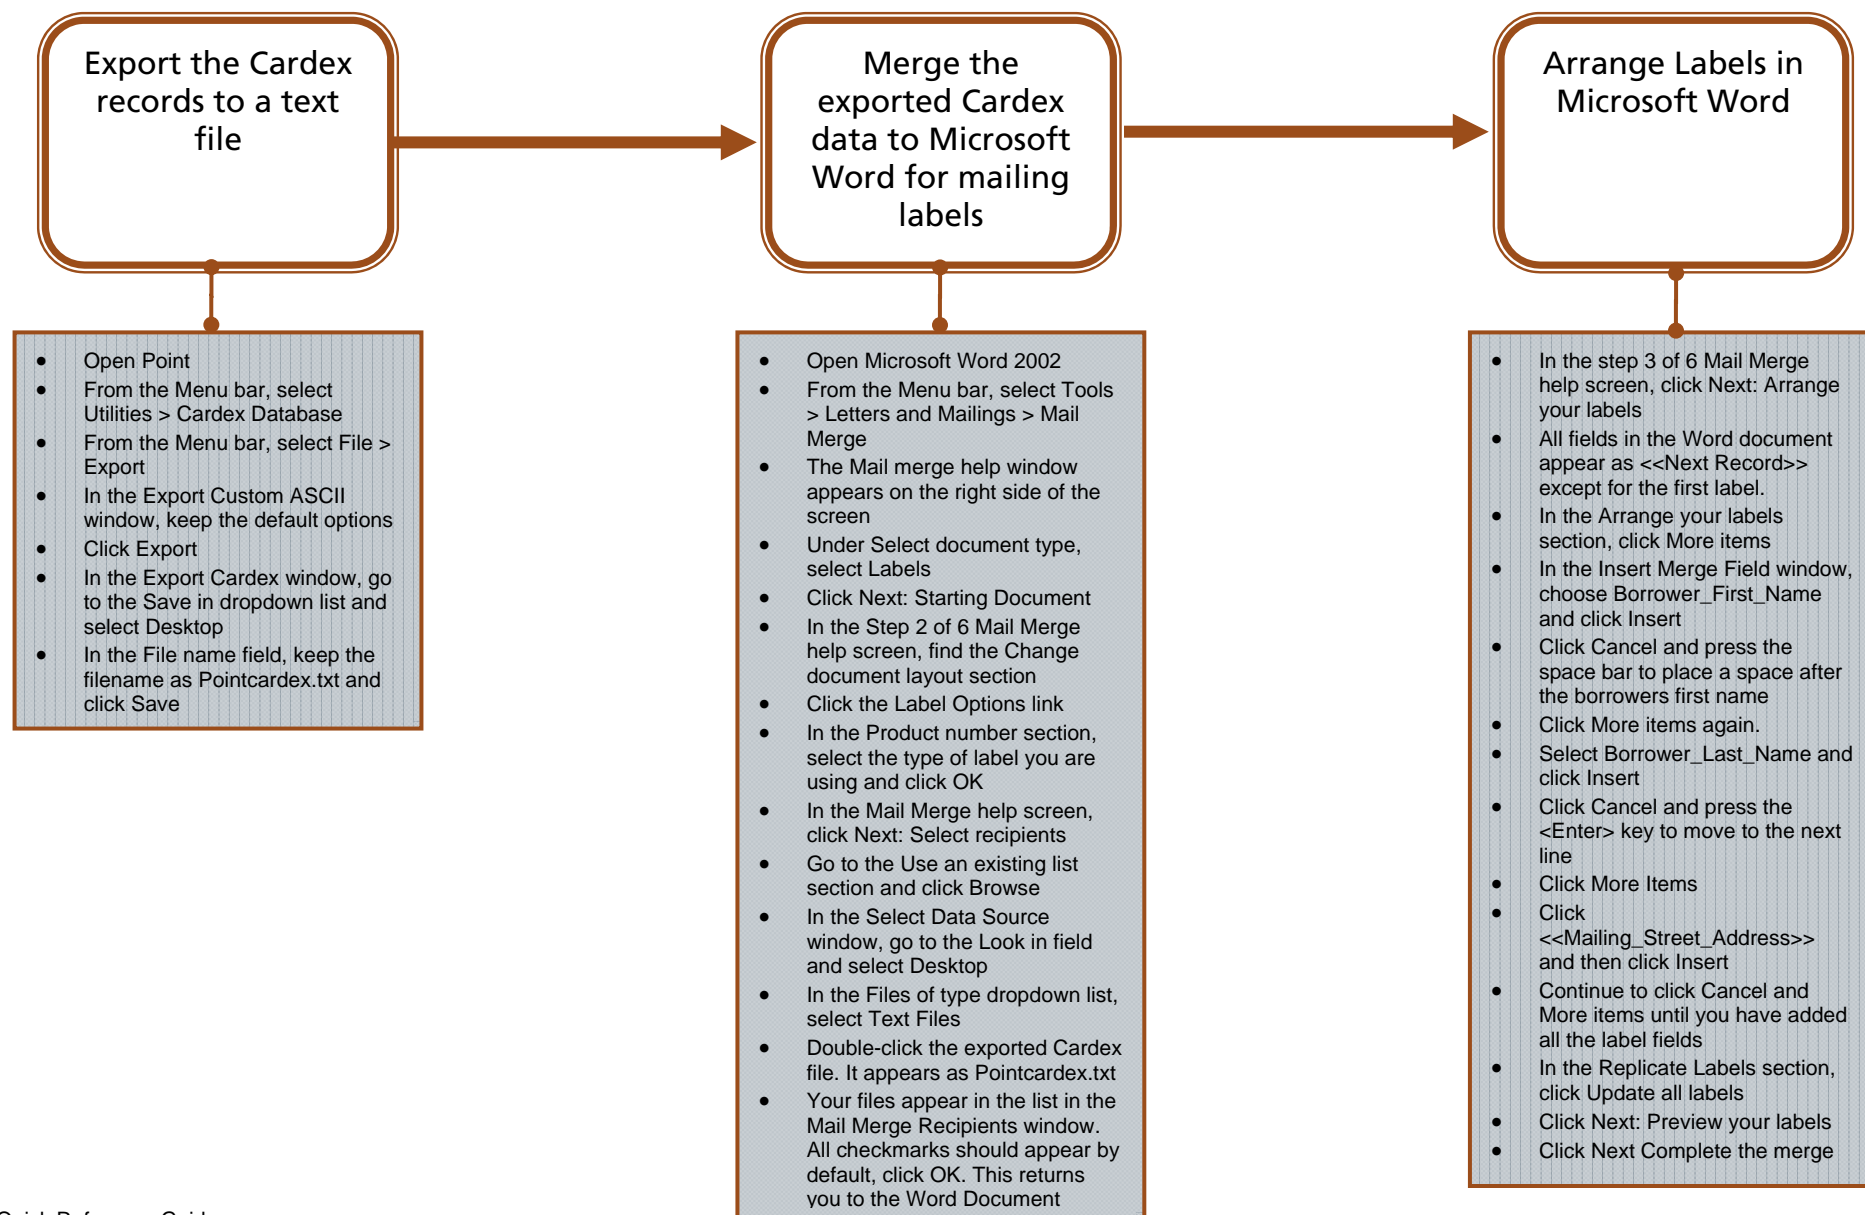 Export the Cardex
records to a text
file
Merge the
exported Cardex
data to Microsoft
Word for mailing
labels
Arrange Labels in
Microsoft Word
• Open Point
• From the Menu bar, select
Utilities > Cardex Database
• From the Menu bar, select File >
Export
• In the Export Custom ASCII
window, keep the default options
• Click Export
• In the Export Cardex window, go
to the Save in dropdown list and
select Desktop
• In the File name field, keep the
filename as Pointcardex.txt and
click Save
• Open Microsoft Word 2002
• From the Menu bar, select Tools
> Letters and Mailings > Mail
Merge
• The Mail merge help window
appears on the right side of the
screen
• Under Select document type,
select Labels
• Click Next: Starting Document
• In the Step 2 of 6 Mail Merge
help screen, find the Change
document layout section
• Click the Label Options link
• In the Product number section,
select the type of label you are
using and click OK
• In the Mail Merge help screen,
click Next: Select recipients
• Go to the Use an existing list
section and click Browse
• In the Select Data Source
window, go to the Look in field
and select Desktop
• In the Files of type dropdown list,
select Text Files
• Double-click the exported Cardex
file. It appears as Pointcardex.txt
• Your files appear in the list in the
Mail Merge Recipients window.
All checkmarks should appear by
default, click OK. This returns
you to the Word Document
• In the step 3 of 6 Mail Merge
help screen, click Next: Arrange
your labels
• All fields in the Word document
appear as <<Next Record>>
except for the first label.
• In the Arrange your labels
section, click More items
• In the Insert Merge Field window,
choose Borrower_First_Name
and click Insert
• Click Cancel and press the
space bar to place a space after
the borrowers first name
• Click More items again.
• Select Borrower_Last_Name and
click Insert
• Click Cancel and press the
<Enter> key to move to the next
line
• Click More Items
• Click
<<Mailing_Street_Address>>
and then click Insert
• Continue to click Cancel and
More items until you have added
all the label fields
• In the Replicate Labels section,
click Update all labels
• Click Next: Preview your labels
• Click Next Complete the merge